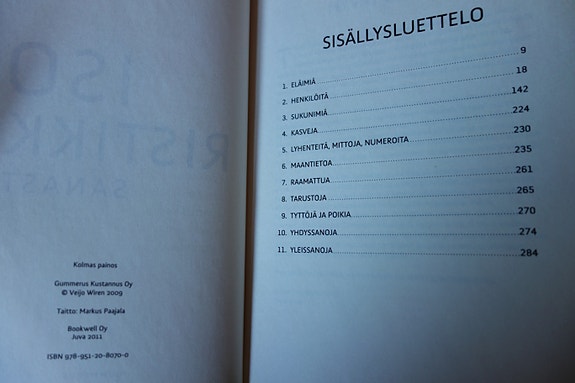 Kolmas painos
Gummerus Kustannus Oy
© Veijo Wiren 2009
Taitto: Markus Paajala
Bookwell Oy
Juva 2011
ISBN 978-951-20-8070-0
SISÄLLYSLUETTELO
1. ELÄIMIÄ 9
2. HENKILÖITÄ 18
3. SUKUNIMIÄ 142
4. KASVEJA 224
5. LYHENTEITÄ, MITTOJA, NUMEROITA 230
6. MAANTIETOA 235
7. RAAMATTUA 261
8. TARUSTOJA 265
9. TYTTÖJÄ JA POIKIA 270
10. YHDYSSANOJA 274
11. YLEISSANOJA 284